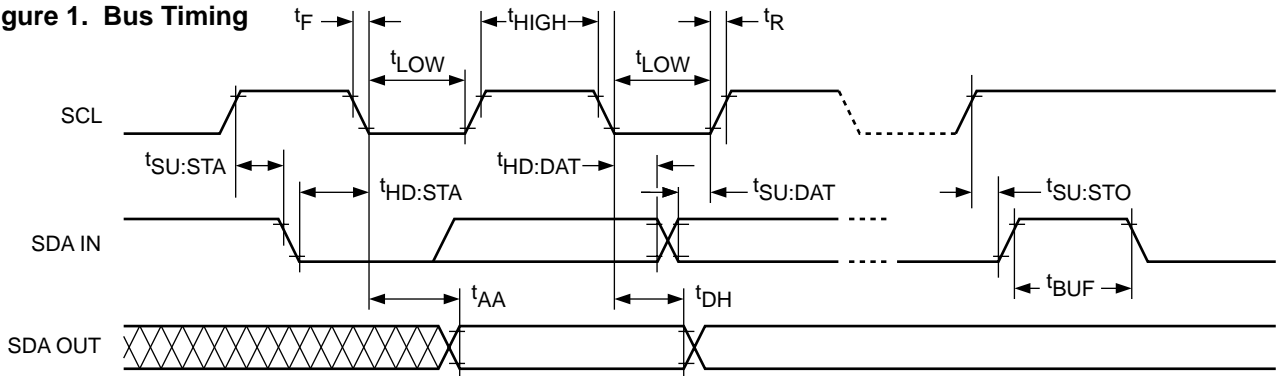 gure 1. Bus Timing
tF
tHIGH
tR
tLOW
tLOW
SCL
tSU:STA
tHD:STA
tHD:DAT
tSU:DAT
tSU:STO
SDA IN
tBUF
tAA
tDH
SDA OUT